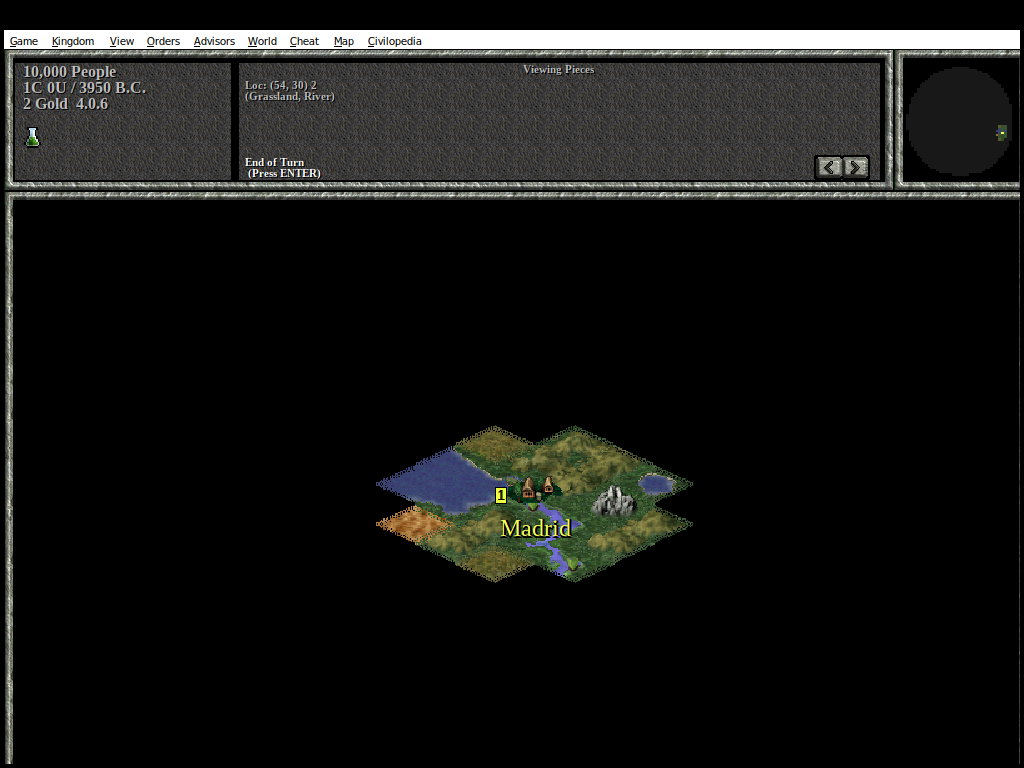 Game Kingdom View Orders Advisors World Cheat Map Civilopedia
10,000 People
1C 0U / 3950 B.C.
2 Gold 4.0.6
Viewing Pieces
Loc: (54, 30) 2
(Grassland, River)
End of Turn
(Press ENTER)
1
Madrid